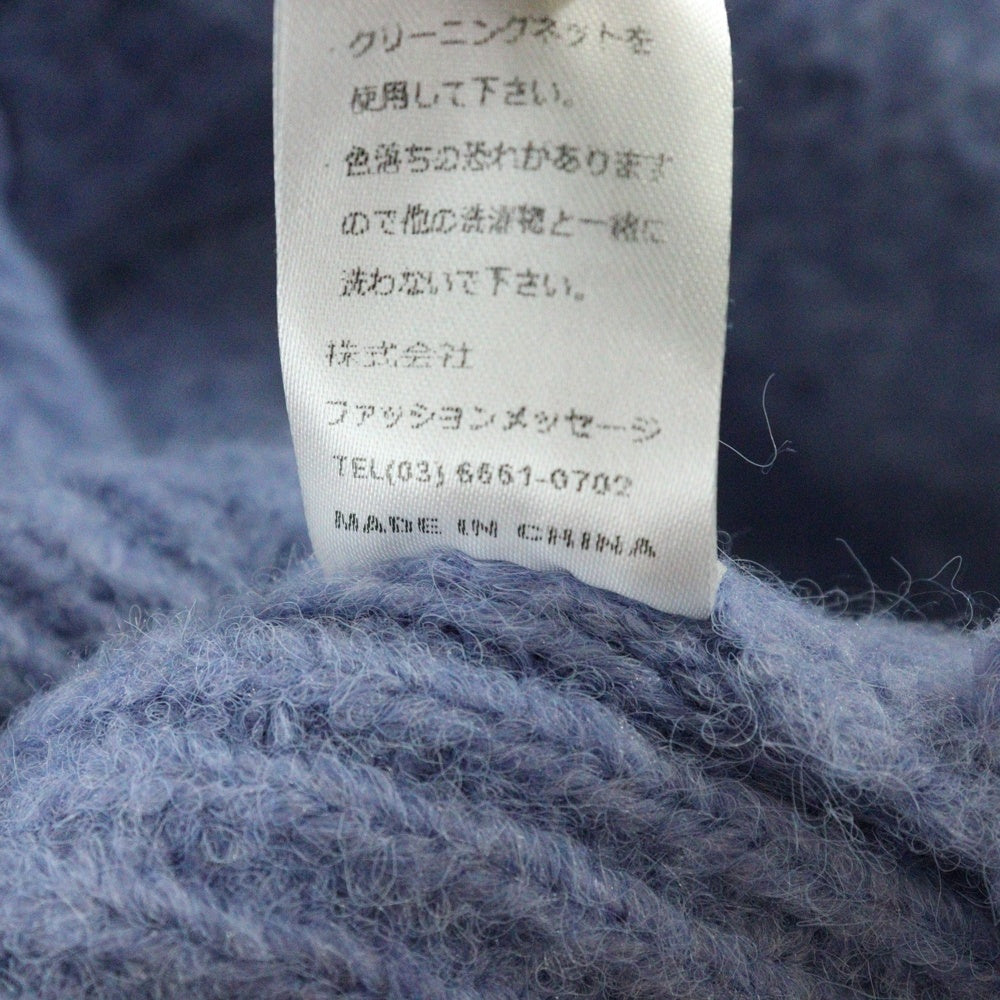 クリーニングネットを
使用して下さい。
・色落ちの恐れがあります
ので他の洗濯物と一緒に
洗わないで下さい。
株式会社
ファッションメッセージ
TEL(03) 6661-0702
MADE IN CHINA